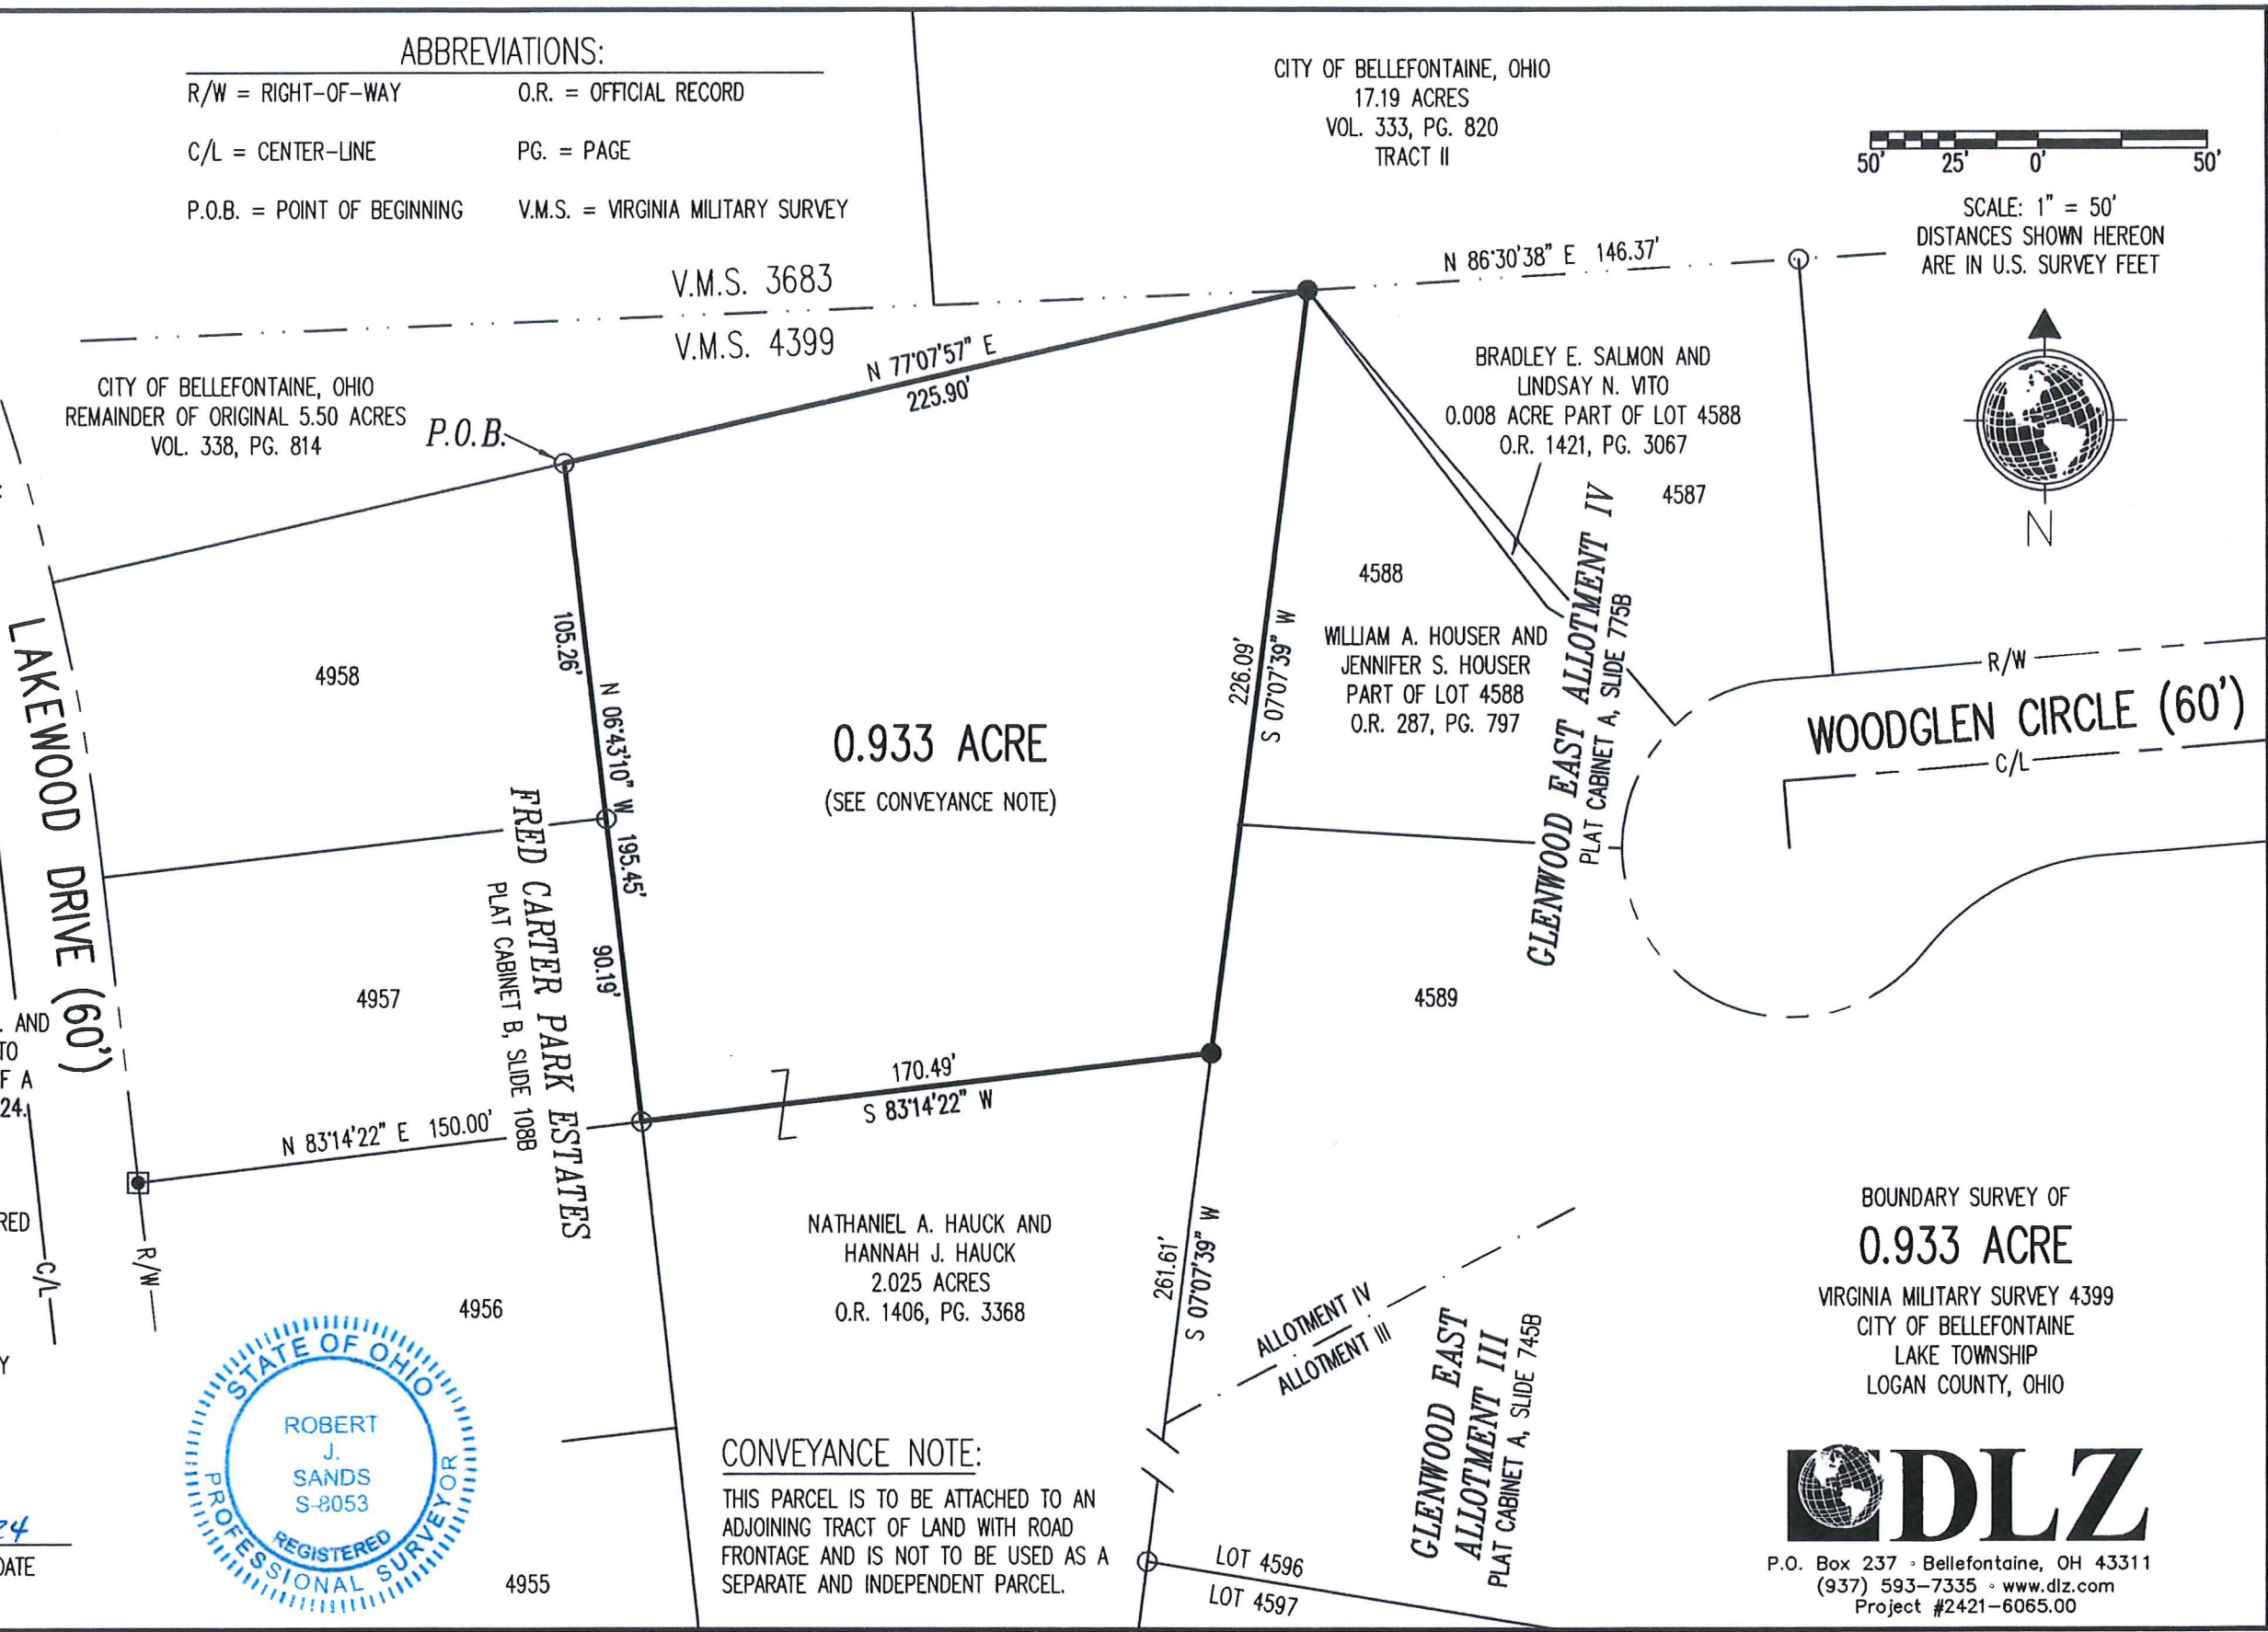 ABBREVIATIONS:
R/W = RIGHT-OF-WAY
O.R. = OFFICIAL RECORD
C/L = CENTER-LINE
PG. = PAGE
P.O.B. = POINT OF BEGINNING
V.M.S. = VIRGINIA MILITARY SURVEY
CITY OF BELLEFONTAINE, OHIO
17.19 ACRES
VOL. 333, PG. 820
TRACT II
50' 25' 0' 50'
SCALE: 1" = 50'
DISTANCES SHOWN HEREON
ARE IN U.S. SURVEY FEET
N
V.M.S. 3683
V.M.S. 4399
N 86°30'38" E 146.37'
N 77°07'57" E
225.90'
CITY OF BELLEFONTAINE, OHIO
REMAINDER OF ORIGINAL 5.50 ACRES
VOL. 338, PG. 814
P.O.B.
BRADLEY E. SALMON AND
LINDSAY N. VITO
0.008 ACRE PART OF LOT 4588
O.R. 1421, PG. 3067
4587
4588
WILLIAM A. HOUSER AND
JENNIFER S. HOUSER
PART OF LOT 4588
O.R. 287, PG. 797
GLENWOOD EAST ALLOTMENT IV
PLAT CABINET A, SLIDE 775B
R/W
WOODGLEN CIRCLE (60')
C/L
LAKEWOOD DRIVE (60')
4958
105.26'
N 06°43'10" W 195.45'
90.19'
0.933 ACRE
(SEE CONVEYANCE NOTE)
226.09'
S 07°07'39" W
FRED CARTER PARK ESTATES
PLAT CABINET B, SLIDE 108B
4957
4589
170.49'
S 83°14'22" W
N 83°14'22" E 150.00'
. AND
TO
F A
24.
RED
C/L
R/W
Y
4956
NATHANIEL A. HAUCK AND
HANNAH J. HAUCK
2.025 ACRES
O.R. 1406, PG. 3368
261.61'
S 07°07'39" W
ALLOTMENT IV
ALLOTMENT III
GLENWOOD EAST
ALLOTMENT III
PLAT CABINET A, SLIDE 745B
BOUNDARY SURVEY OF
0.933 ACRE
VIRGINIA MILITARY SURVEY 4399
CITY OF BELLEFONTAINE
LAKE TOWNSHIP
LOGAN COUNTY, OHIO
STATE OF OHIO
ROBERT
J.
SANDS
S-8053
REGISTERED
PROFESSIONAL SURVEYOR
24
DATE
4955
CONVEYANCE NOTE:
THIS PARCEL IS TO BE ATTACHED TO AN
ADJOINING TRACT OF LAND WITH ROAD
FRONTAGE AND IS NOT TO BE USED AS A
SEPARATE AND INDEPENDENT PARCEL.
LOT 4596
LOT 4597
DLZ
P.O. Box 237 ◦ Bellefontaine, OH 43311
(937) 593-7335 ◦ www.dlz.com
Project #2421-6065.00